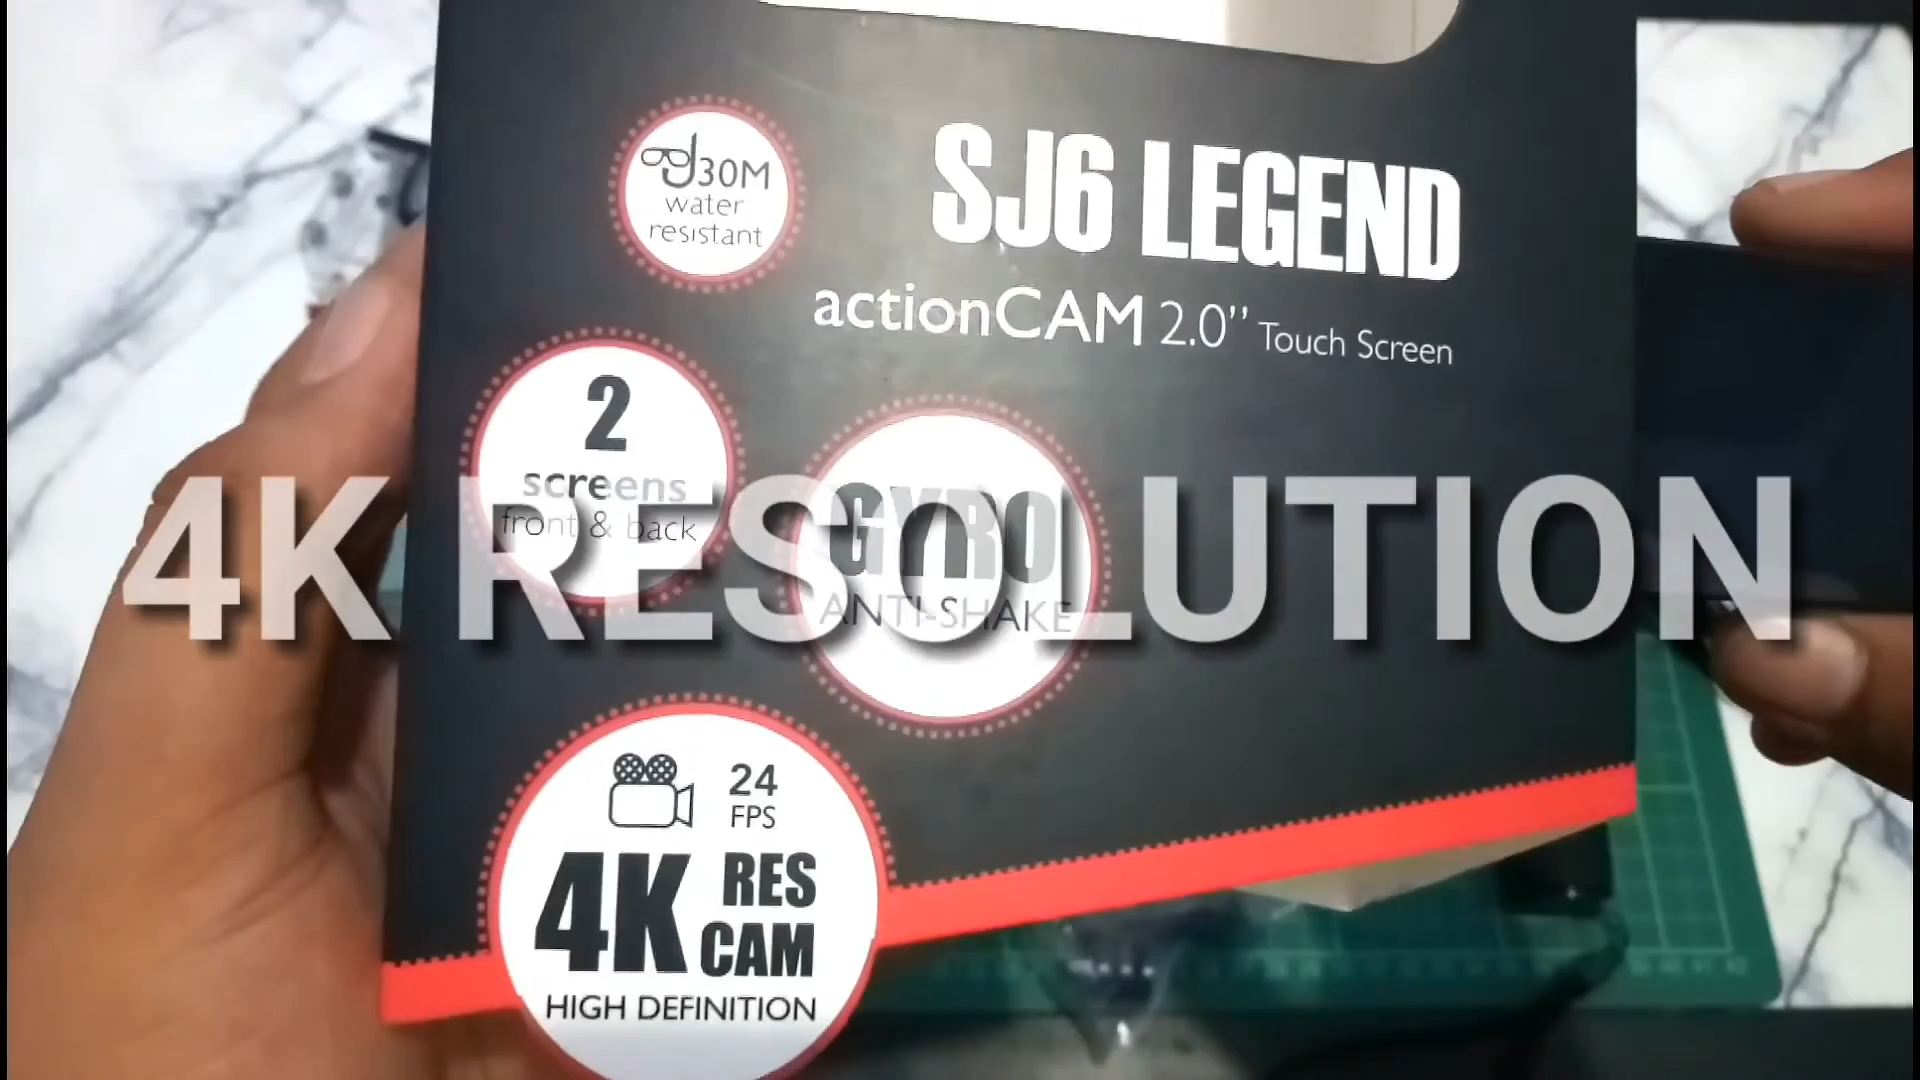 30M
water
resistant
SJ6 LEGEND
actionCAM 2.0” Touch Screen
2
screens
front & back
GYRO
ANTI-SHAKE
4K RESOLUTION
24
FPS
4K RES
CAM
HIGH DEFINITION